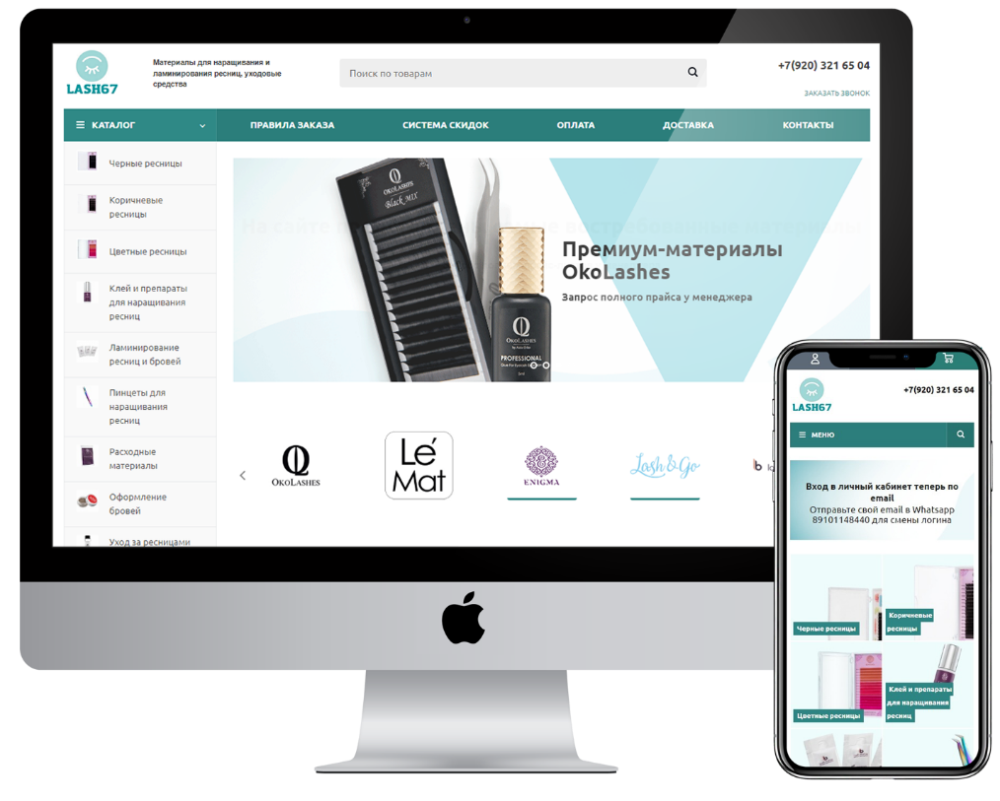 LASH67
Материалы для наращивания и
ламинирования ресниц, уходовые
средства
Поиск по товарам
+7(920) 321 65 04
ЗАКАЗАТЬ ЗВОНОК
КАТАЛОГ
ПРАВИЛА ЗАКАЗА
СИСТЕМА СКИДОК
ОПЛАТА
ДОСТАВКА
КОНТАКТЫ
Черные ресницы
Коричневые
ресницы
Цветные ресницы
Клей и препараты
для наращивания
ресниц
Ламинирование
ресниц и бровей
Пинцеты для
наращивания
ресниц
Расходные
материалы
Оформление
бровей
Уход за ресницами
OKOLASHES
Black MIX
OKOLASHES
PROFESSIONAL
Премиум-материалы
OkoLashes
Запрос полного прайса у менеджера
OKOLASHES
Lé
Mat
ENIGMA
Lash & Go
+7(920) 321 65 04
LASH67
МЕНЮ
Вход в личный кабинет теперь по
email
Отправьте свой email в Whatsapp
89101148440 для смены логина
Черные ресницы
Коричневые
ресницы
Цветные ресницы
Клей и препараты
для наращивания
ресниц